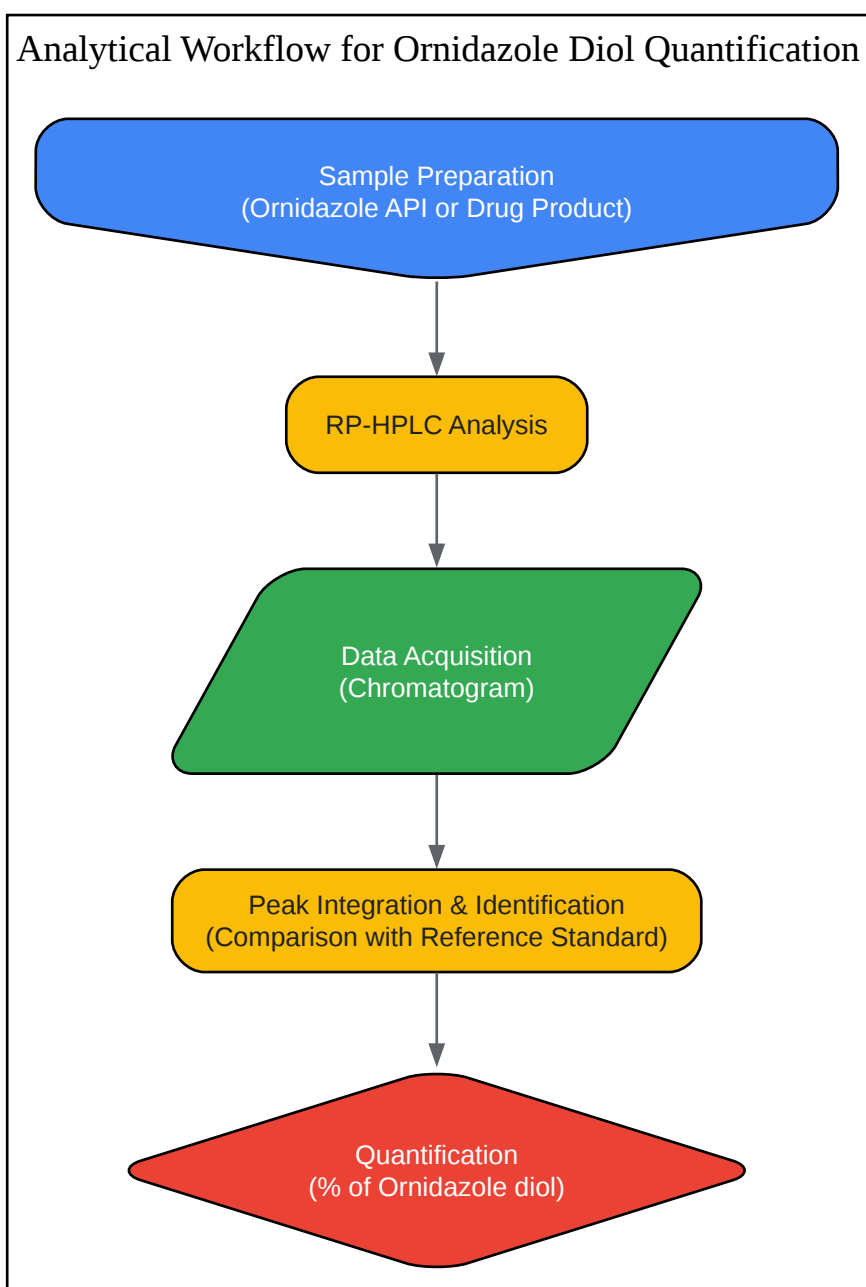 Analytical Workflow for Ornidazole Diol Quantification
Sample Preparation
(Ornidazole API or Drug Product)
RP-HPLC Analysis
Data Acquisition
(Chromatogram)
Peak Integration & Identification
(Comparison with Reference Standard)
Quantification
(% of Ornidazole diol)